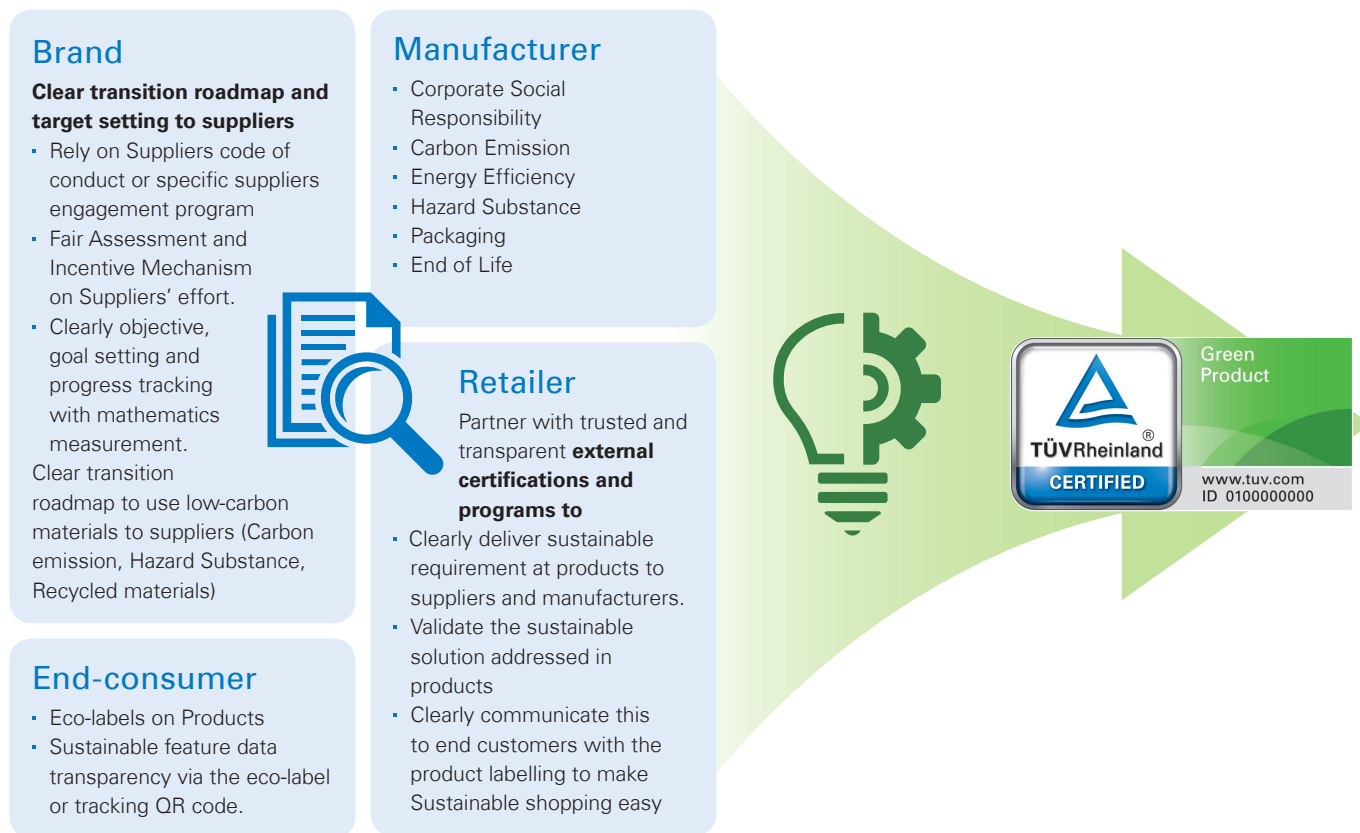 Brand
Clear transition roadmap and
target setting to suppliers
▪ Rely on Suppliers code of
conduct or specific suppliers
engagement program
▪ Fair Assessment and
Incentive Mechanism
on Suppliers’ effort.
▪ Clearly objective,
goal setting and
progress tracking
with mathematics
measurement.
Clear transition
roadmap to use low-carbon
materials to suppliers (Carbon
emission, Hazard Substance,
Recycled materials)
End-consumer
▪ Eco-labels on Products
▪ Sustainable feature data
transparency via the eco-label
or tracking QR code.
Manufacturer
▪ Corporate Social
Responsibility
▪ Carbon Emission
▪ Energy Efficiency
▪ Hazard Substance
▪ Packaging
▪ End of Life
Retailer
Partner with trusted and
transparent external
certifications and
programs to
▪ Clearly deliver sustainable
requirement at products to
suppliers and manufacturers.
▪ Validate the sustainable
solution addressed in
products
▪ Clearly communicate this
to end customers with the
product labelling to make
Sustainable shopping easy
TÜVRheinland®
CERTIFIED
Green
Product
www.tuv.com
ID 0100000000